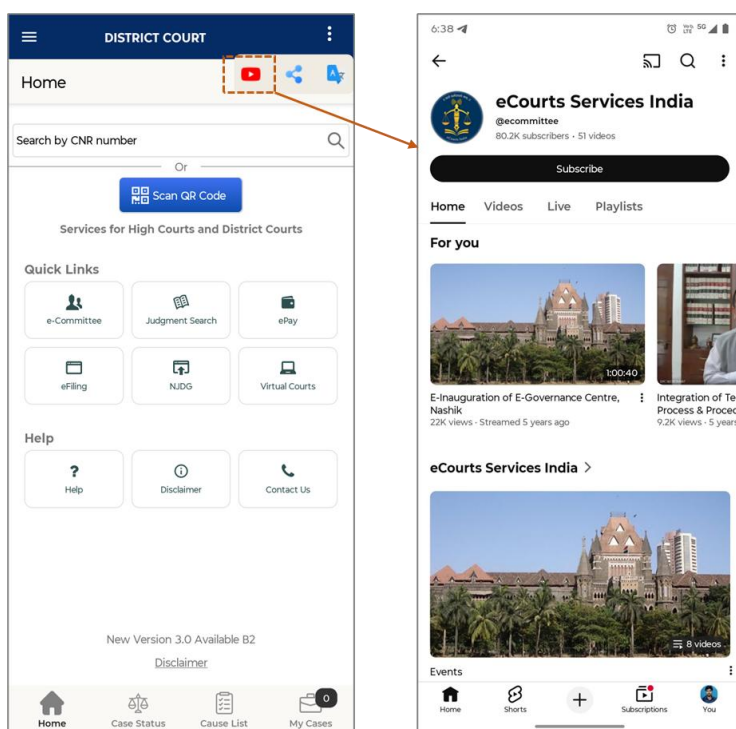 DISTRICT COURT
Home
Search by CNR number
Or
Scan QR Code
Services for High Courts and District Courts
Quick Links
e-Committee
Judgment Search
ePay
eFiling
NJDG
Virtual Courts
Help
?
Help
Disclaimer
Contact Us
New Version 3.0 Available B2
Disclaimer
0
Home
Case Status
Cause List
My Cases
6:38
5G
eCourts Services India
@ecommittee
80.2K subscribers • 51 videos
Subscribe
Home
Videos
Live
Playlists
For you
1:00:40
E-Inauguration of E-Governance Centre,
Nashik
22K views · Streamed 5 years ago
Integration of Te
Process & Proced
9.2K views · 5 years
eCourts Services India >
8 videos
Events
Home
Shorts
Subscriptions
You